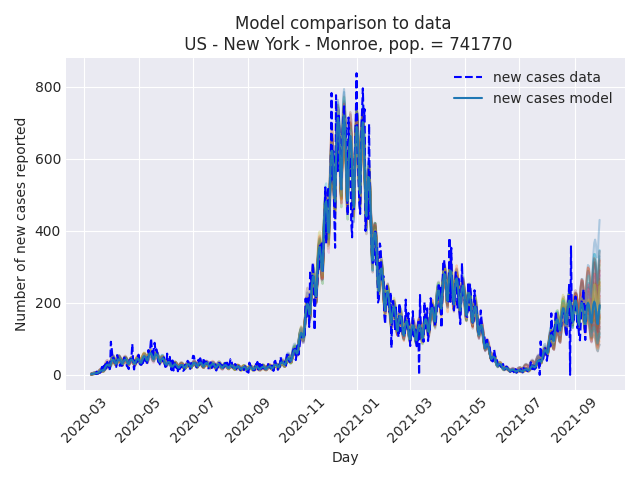 Model comparison to data
US - New York - Monroe, pop. = 741770
new cases data
new cases model
Number of new cases reported
800
600
400
200
0
2020-03
2020-05
2020-07
2020-09
2020-11
2021-01
2021-03
2021-05
2021-07
2021-09
Day